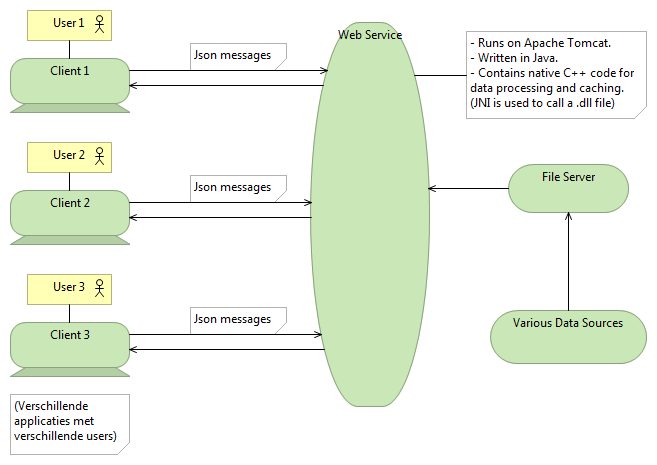 User 1
Client 1
Json messages
Web Service
- Runs on Apache Tomcat.
- Written in Java.
- Contains native C++ code for
data processing and caching.
(JNI is used to call a .dll file)
User 2
Client 2
Json messages
File Server
User 3
Client 3
Json messages
Various Data Sources
(Verschillende
applicaties met
verschillende users)